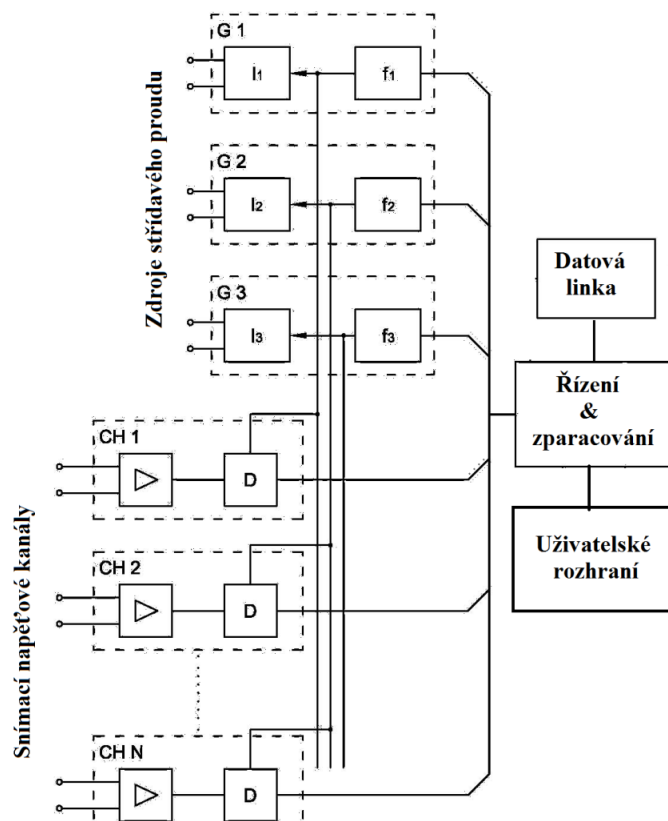 Zdroje střídavého proudu
G 1
I1
f1
G 2
I2
f2
G 3
I3
f3
Datová
linka
Řízení
&
zparacování
Uživatelské
rozhraní
Snímací napěťové kanály
CH 1
D
CH 2
D
CH N
D